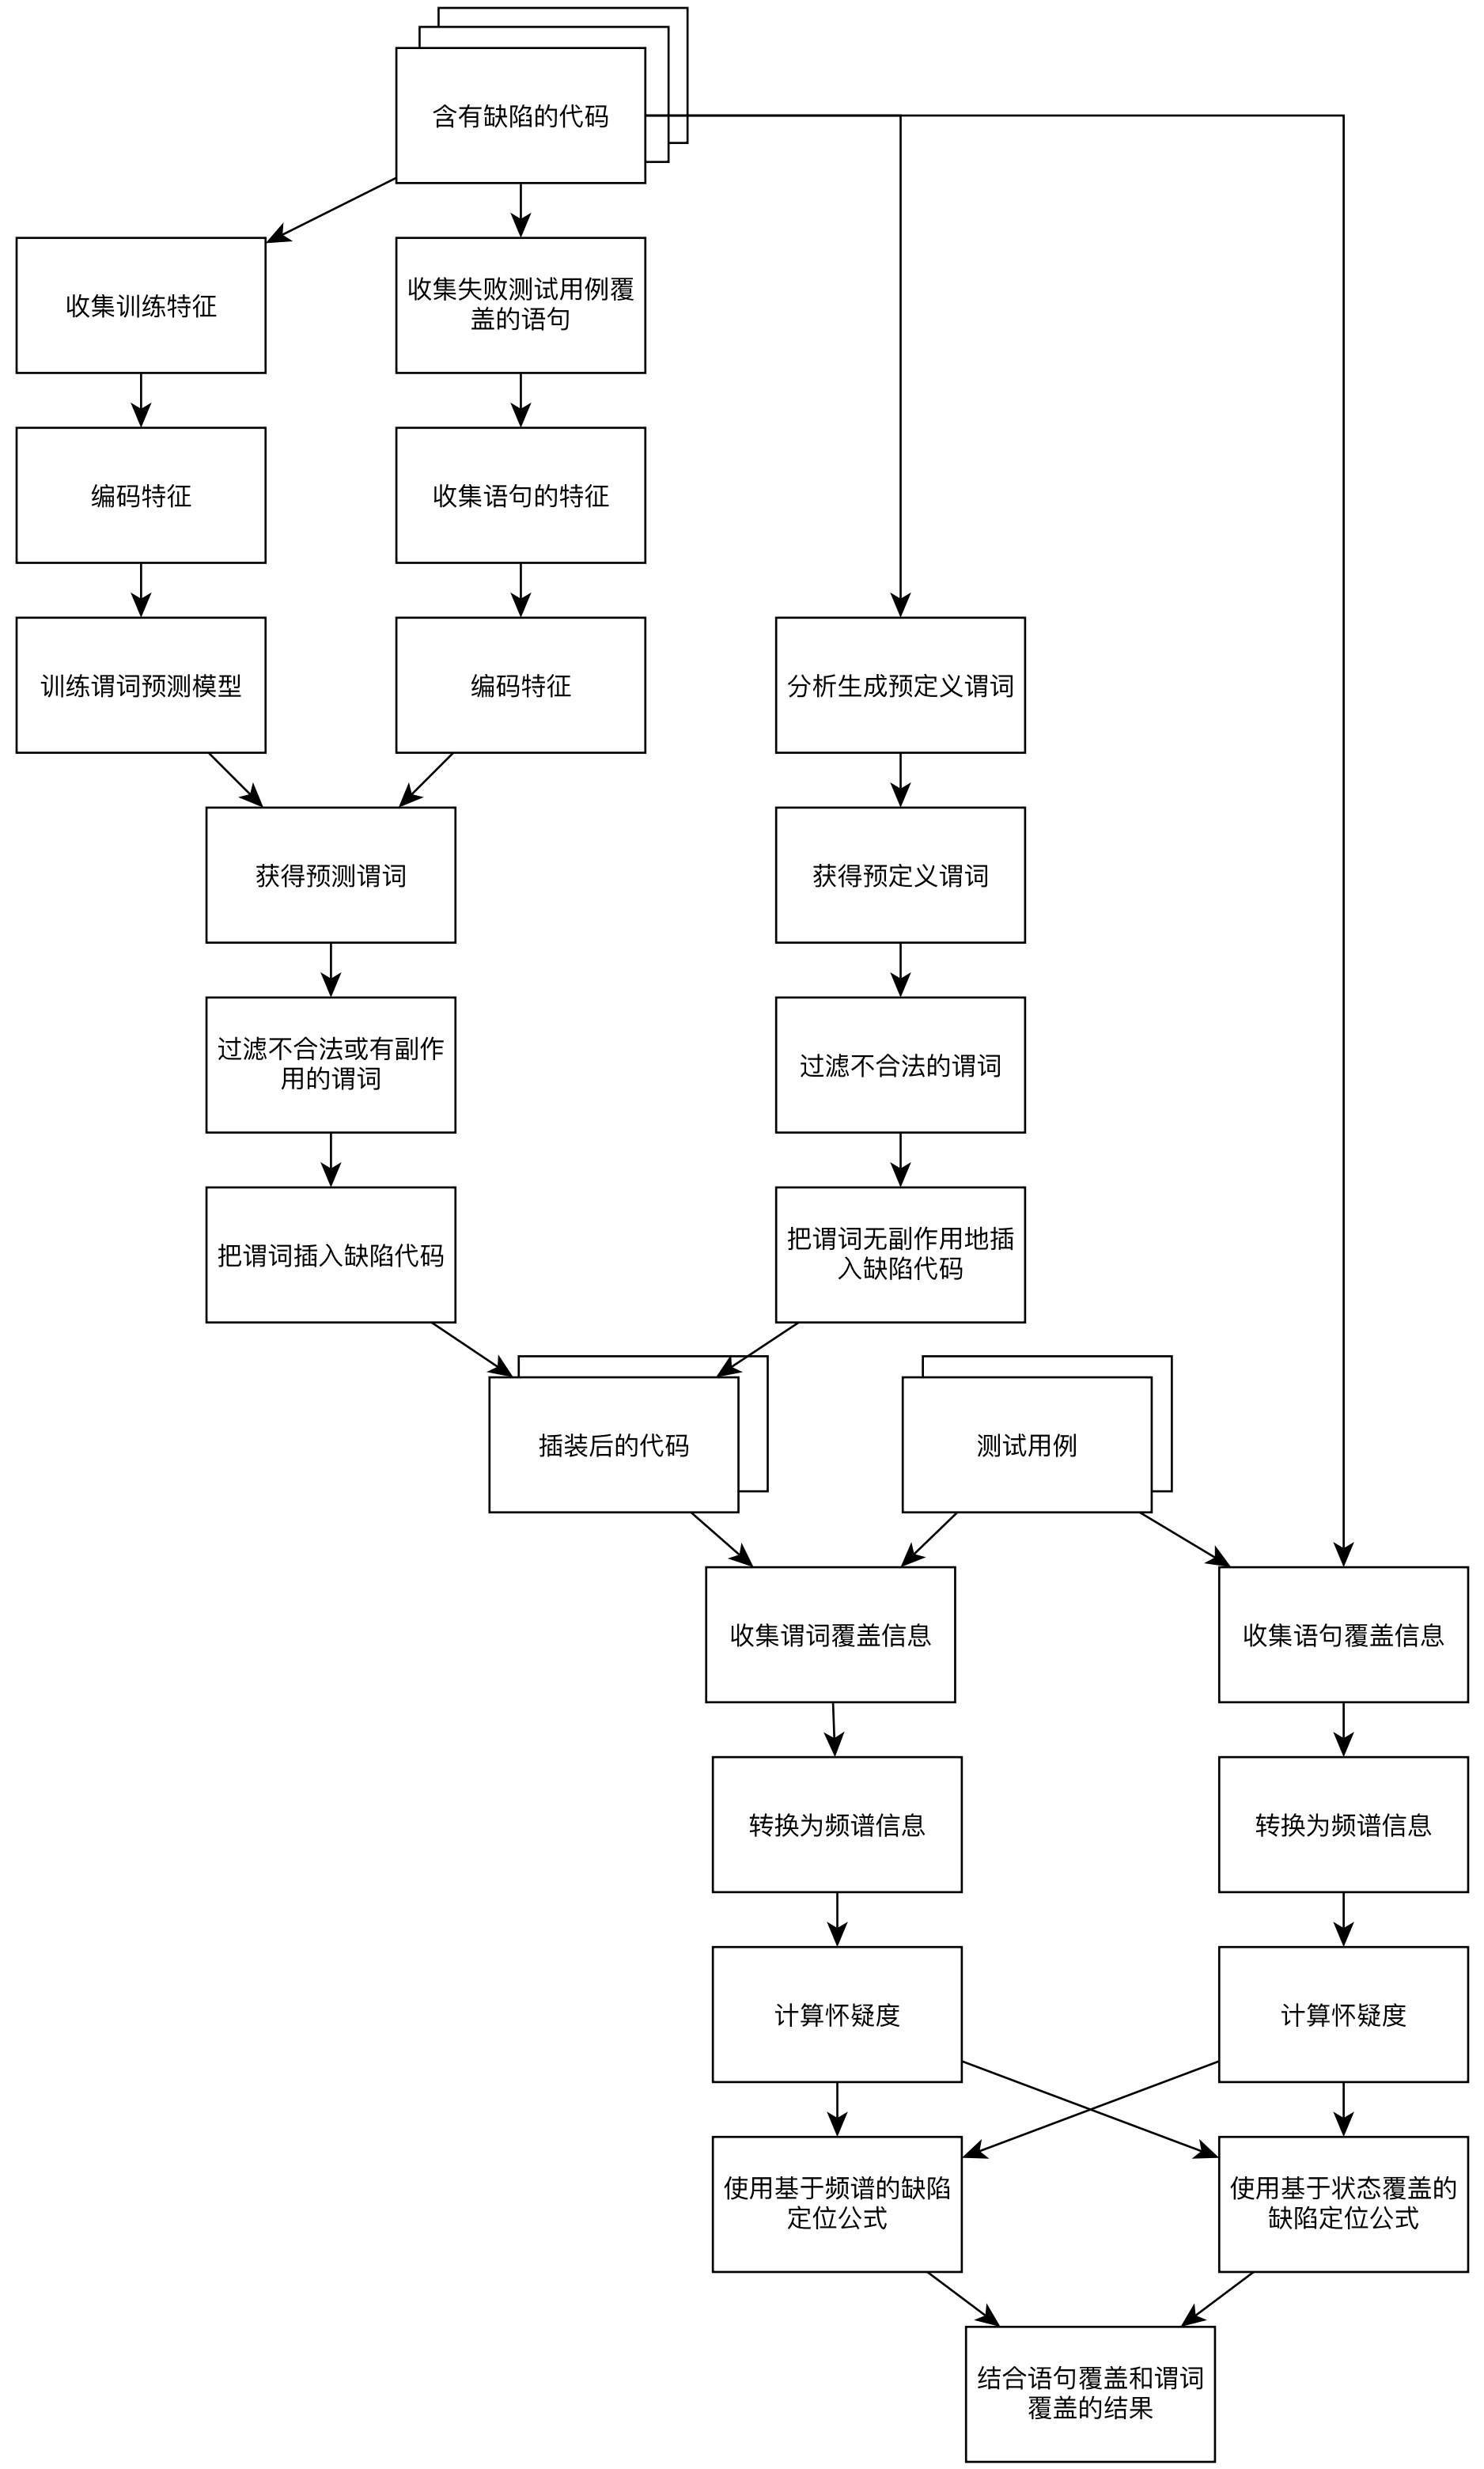 含有缺陷的代码
收集训练特征
收集失败测试用例覆
盖的语句
编码特征
收集语句的特征
训练谓词预测模型
编码特征
分析生成预定义谓词
获得预测谓词
获得预定义谓词
过滤不合法或有副作
用的谓词
过滤不合法的谓词
把谓词插入缺陷代码
把谓词无副作用地插
入缺陷代码
插装后的代码
测试用例
收集谓词覆盖信息
收集语句覆盖信息
转换为频谱信息
转换为频谱信息
计算怀疑度
计算怀疑度
使用基于频谱的缺陷
定位公式
使用基于状态覆盖的
缺陷定位公式
结合语句覆盖和谓词
覆盖的结果